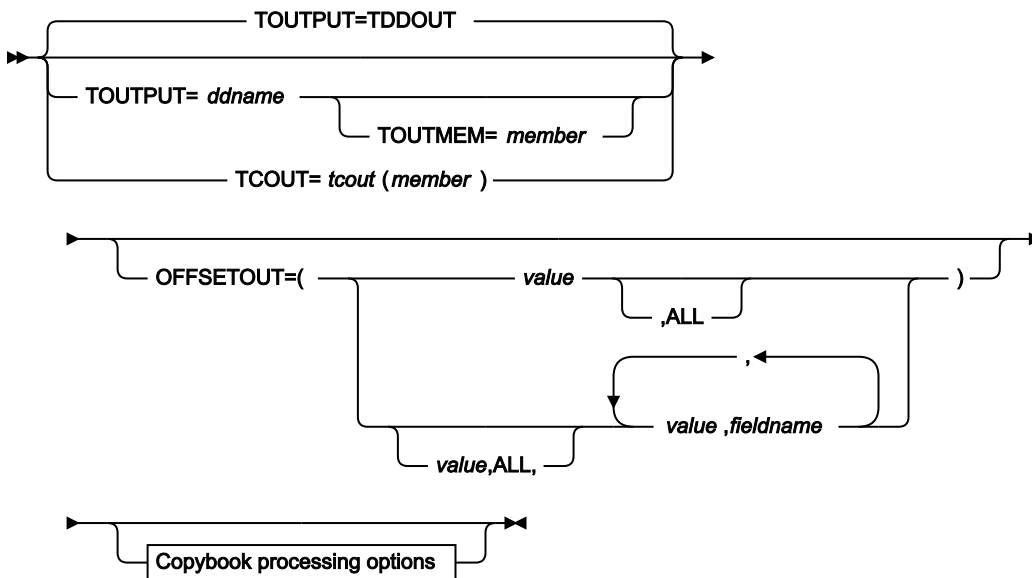 TOUTPUT=TDDOUT
TOUTPUT= ddname
TOUTMEM= member
TCOUT= tcout (member )
OFFSETOUT=( value )
,ALL
,
value ,fieldname
value,ALL,
Copybook processing options